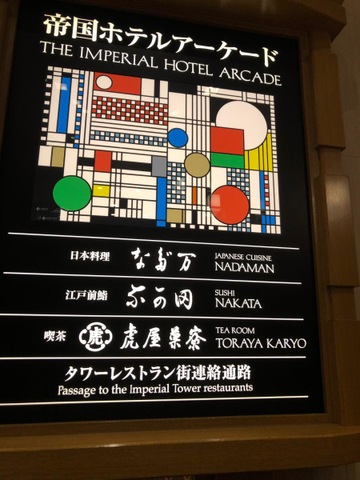 帝国ホテルアーケード
THE IMPERIAL HOTEL ARCADE
日本料理 なだ万 JAPANESE CUISINE NADAMAN
江戸前鮨 なか田 SUSHI NAKATA
喫茶 虎 虎屋菓寮 TEA ROOM TORAYA KARYO
タワーレストラン街連絡通路
Passage to the Imperial Tower restaurants